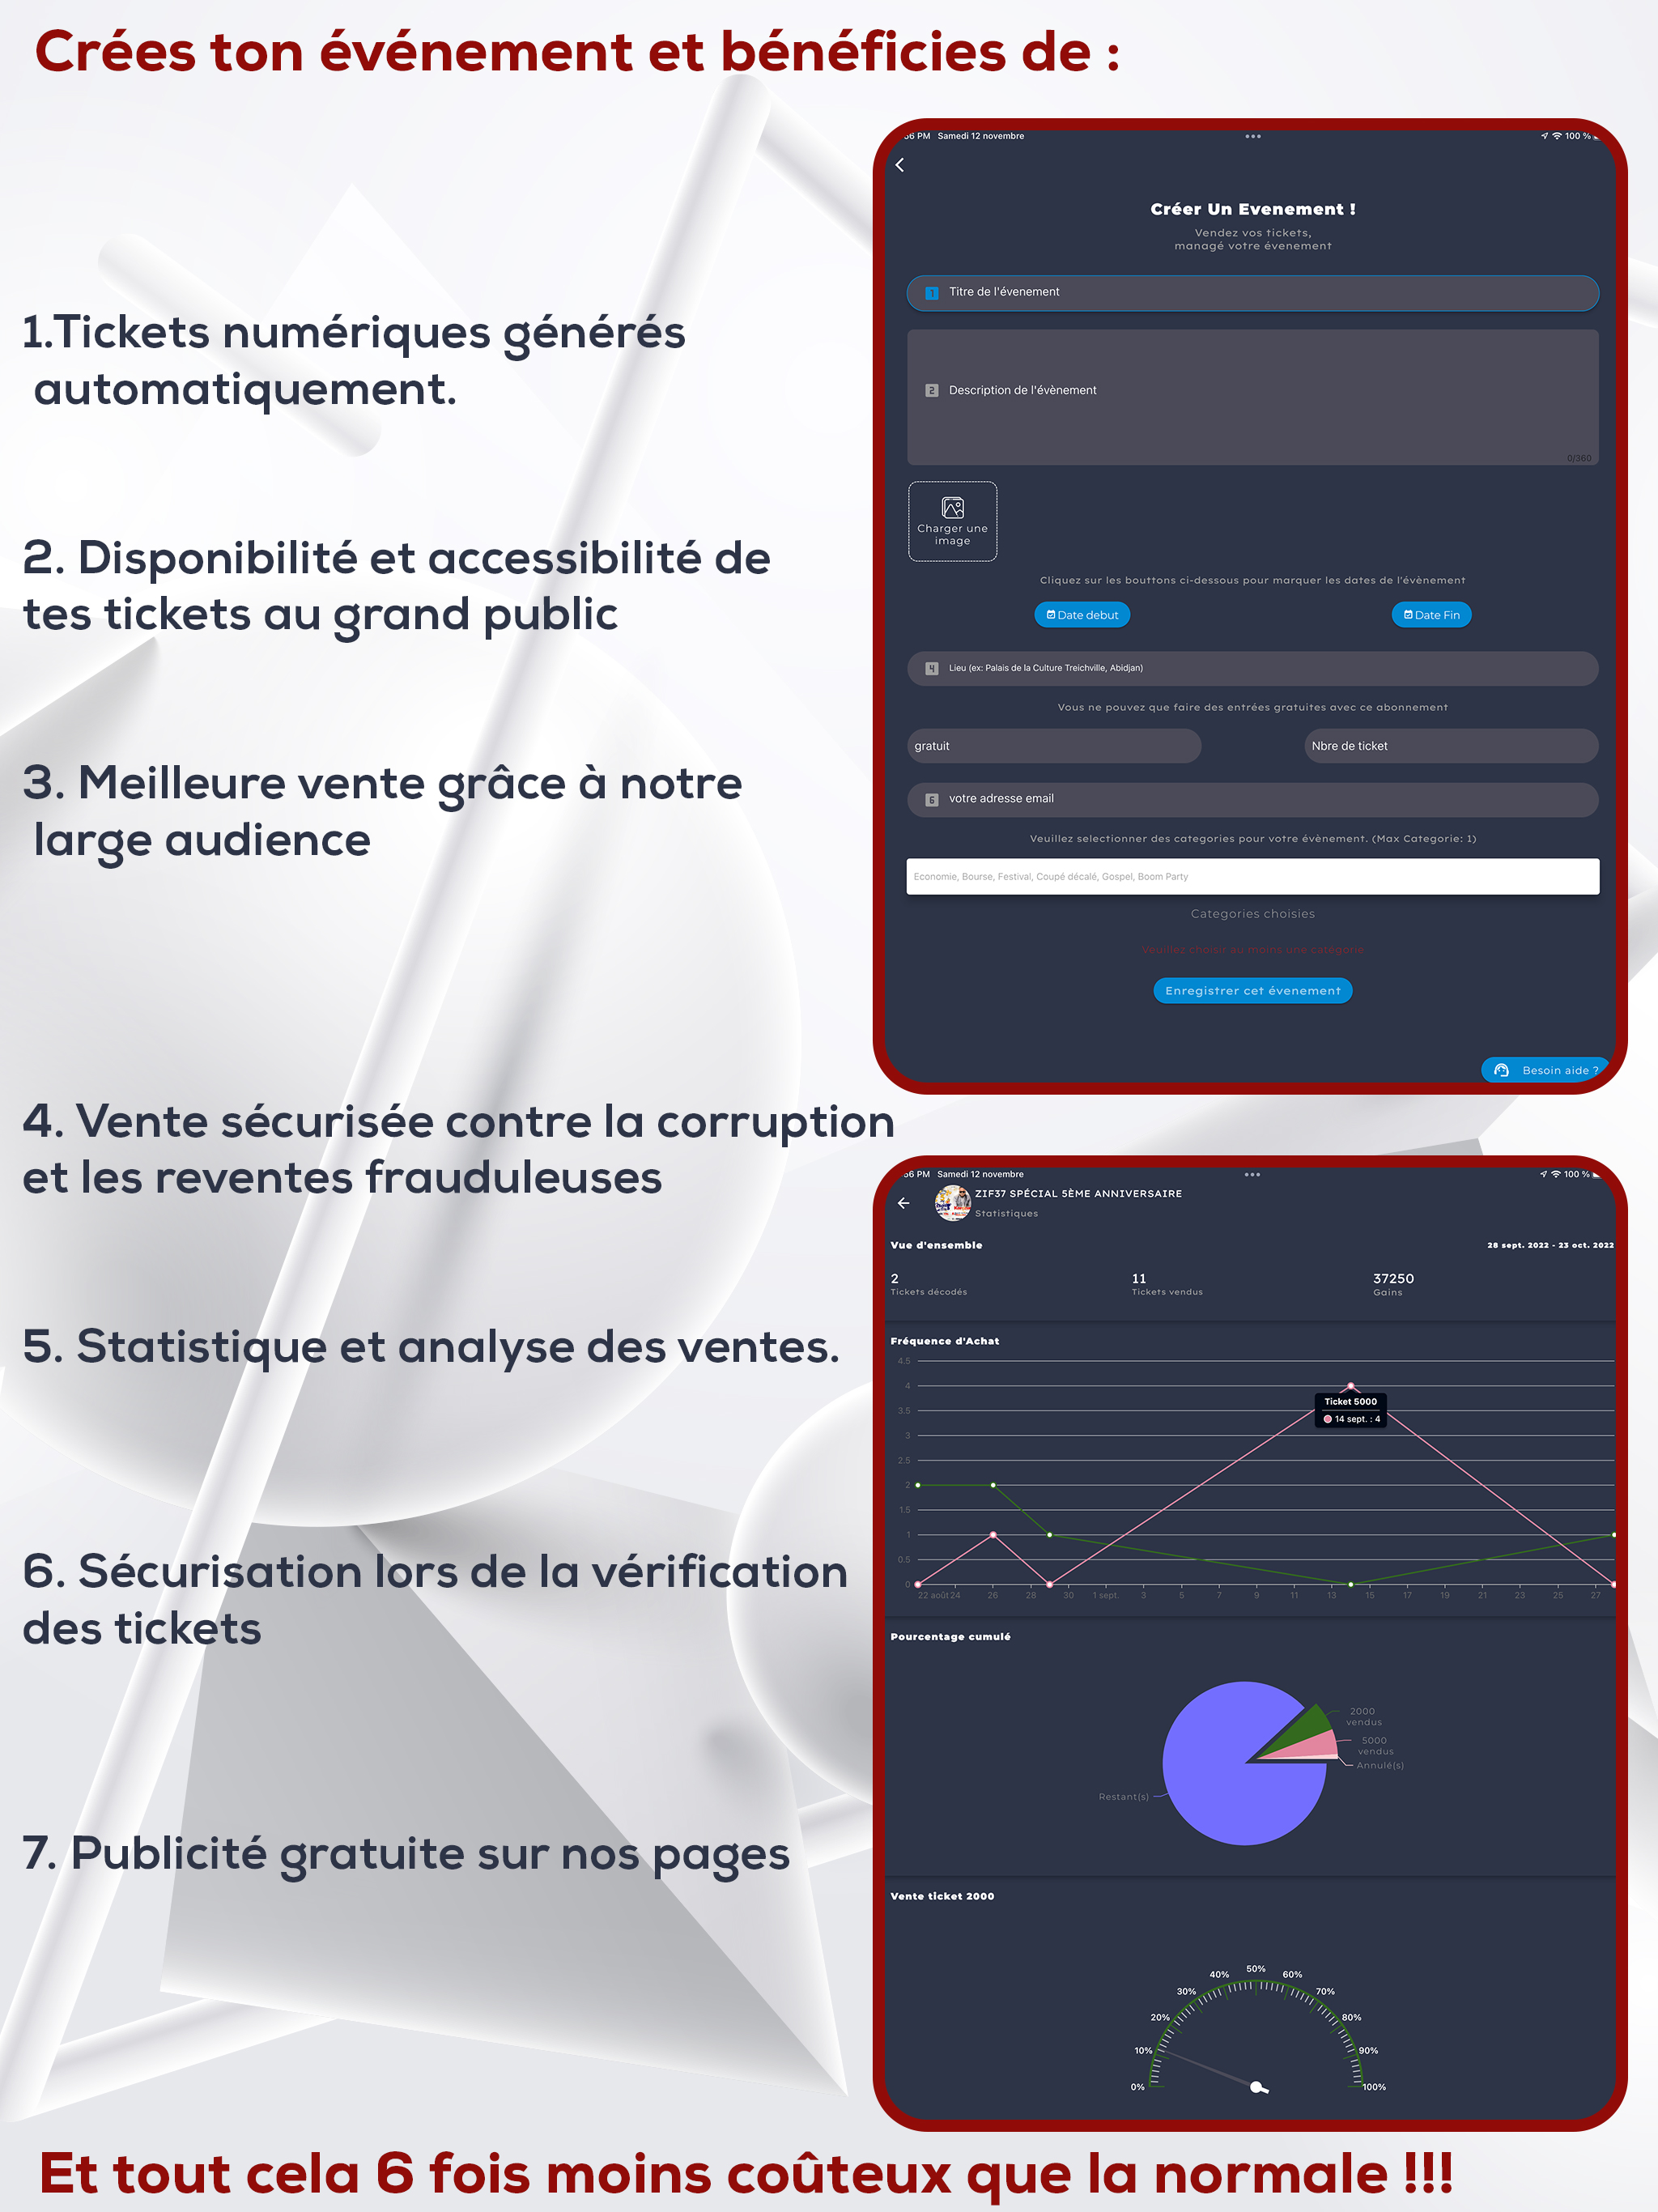 Crées ton événement et bénéficies de :
1.Tickets numériques générés
automatiquement.
2. Disponibilité et accessibilité de
tes tickets au grand public
3. Meilleure vente grâce à notre
large audience
4. Vente sécurisée contre la corruption
et les reventes frauduleuses
5. Statistique et analyse des ventes.
6. Sécurisation lors de la vérification
des tickets
7. Publicité gratuite sur nos pages
PM Samedi 12 novembre
100 %
Créer Un Evenement !
Vendez vos tickets,
managé votre évenement
1 Titre de l'évenement
2 Description de l'évènement
0/360
Charger une
image
Cliquez sur les bouttons ci-dessous pour marquer les dates de l'évènement
Date debut
Date Fin
4 Lieu (ex: Palais de la Culture Treichville, Abidjan)
Vous ne pouvez que faire des entrées gratuites avec ce abonnement
gratuit
Nbre de ticket
6 votre adresse email
Veuillez selectionner des categories pour votre évènement. (Max Categorie: 1)
Economie, Bourse, Festival, Coupé décalé, Gospel, Boom Party
Categories choisies
Veuillez choisir au moins une catégorie
Enregistrer cet évenement
Besoin aide ?
PM Samedi 12 novembre
100 %
ZIF37 SPÉCIAL 5ÈME ANNIVERSAIRE
Statistiques
Vue d'ensemble
28 sept. 2022 - 23 oct. 2022
2 11 37250
Tickets décodés Tickets vendus Gains
Fréquence d'Achat
4.5
4
3.5
3
2.5
2
1.5
1
0.5
0
Ticket 5000
14 sept. : 4
22 août 24 26 28 30 1 sept. 3 5 7 9 11 13 15 17 19 21 23 25 27
Pourcentage cumulé
2000
vendus
5000
vendus
Annulé(s)
Restant(s)
Vente ticket 2000
0% 10% 20% 30% 40% 50% 60% 70% 80% 90% 100%
Et tout cela 6 fois moins coûteux que la normale !!!